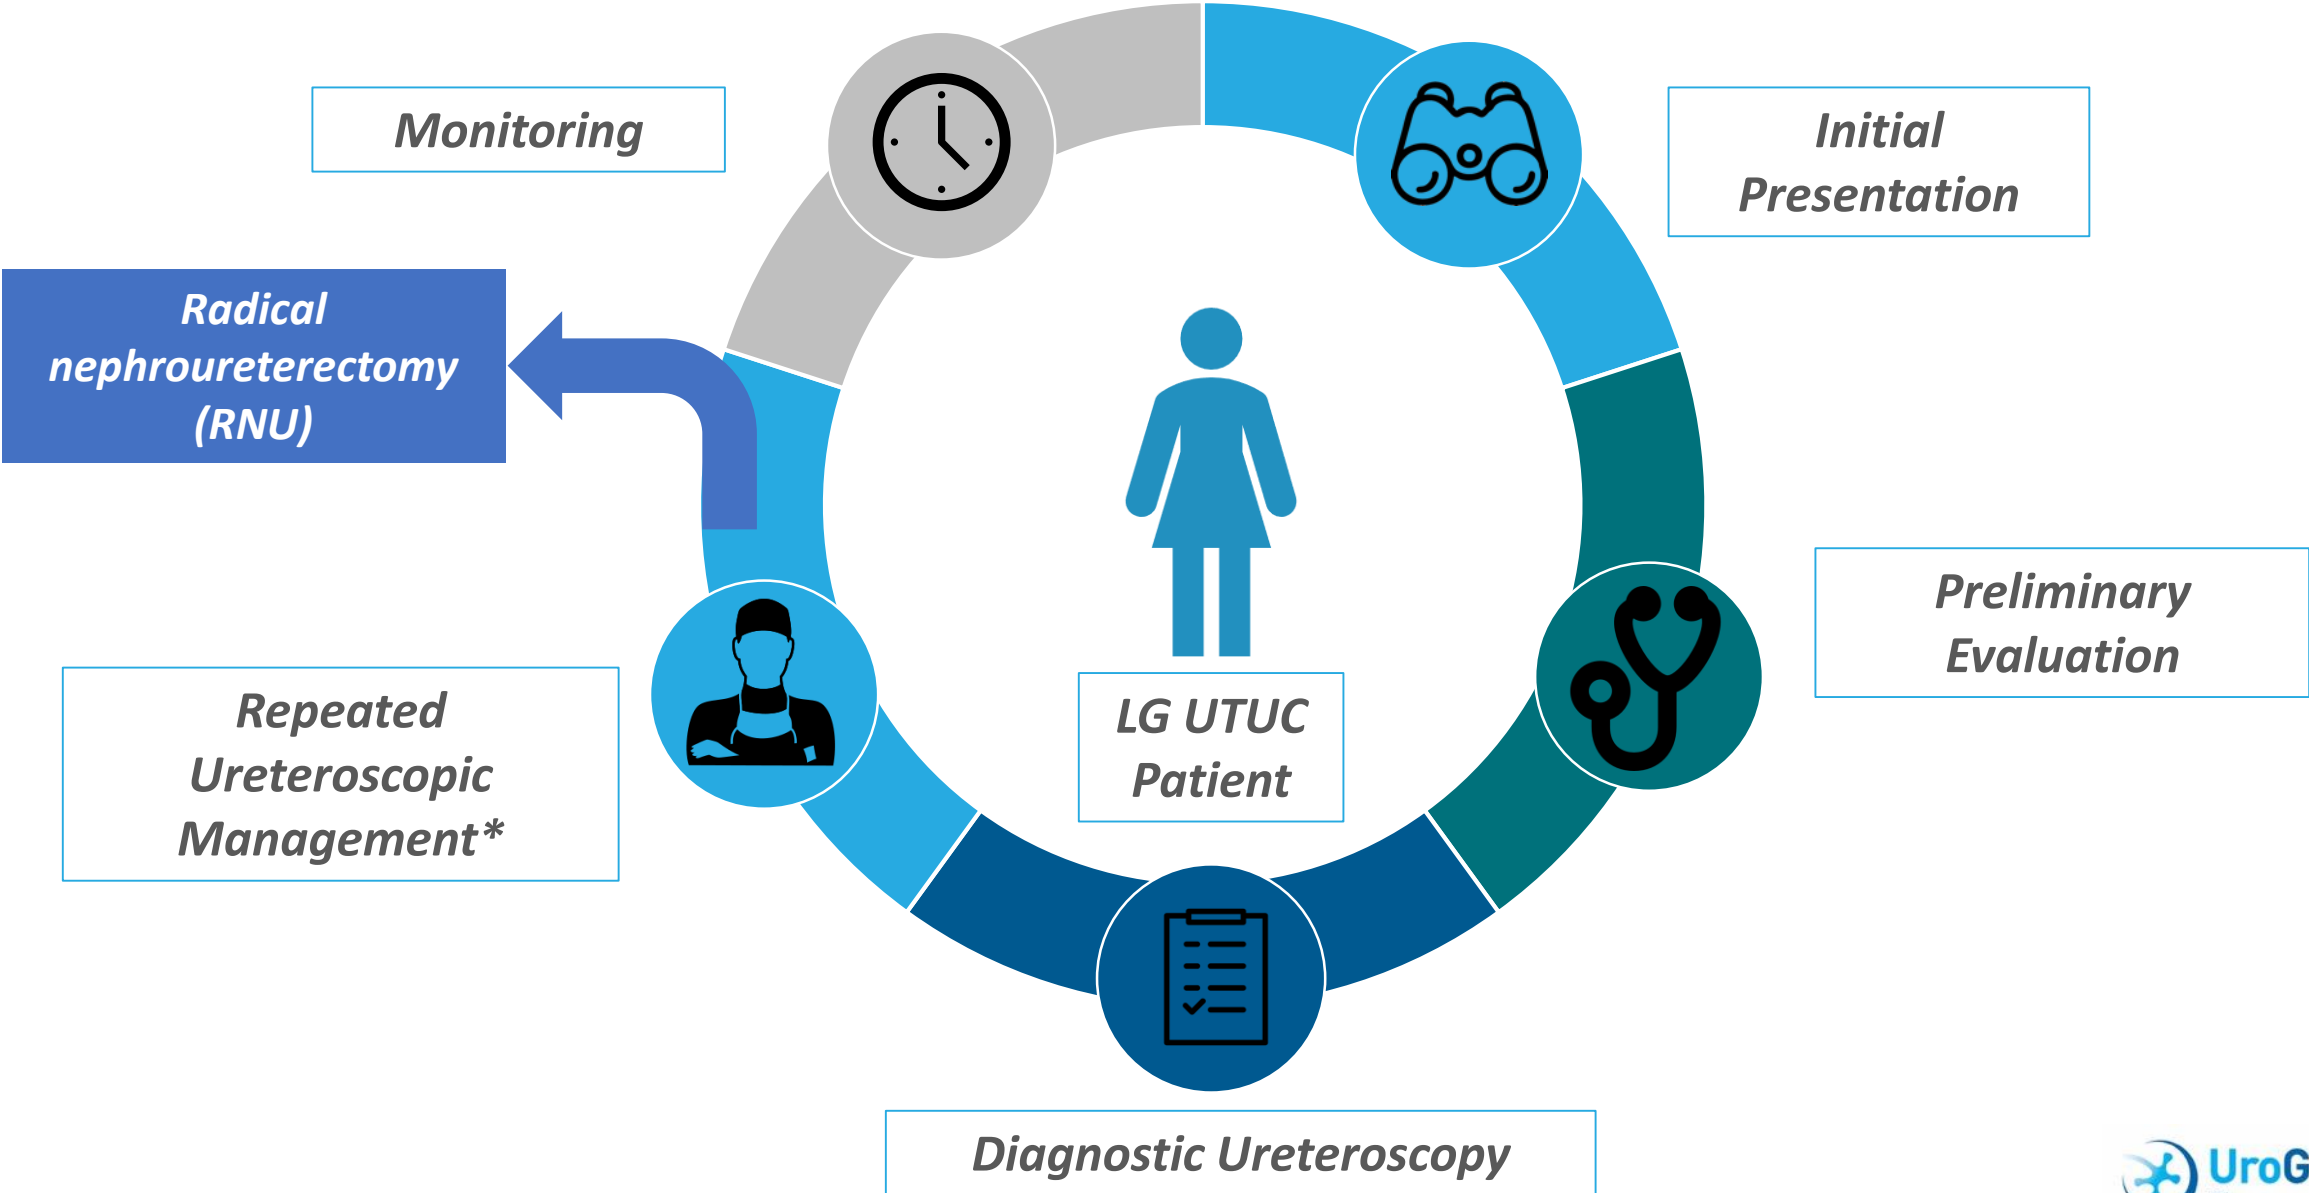 Monitoring
Initial
Presentation
Radical
nephroureterectomy
(RNU)
Preliminary
Evaluation
Repeated
Ureteroscopic
Management*
LG UTUC
Patient
Diagnostic Ureteroscopy
UroG